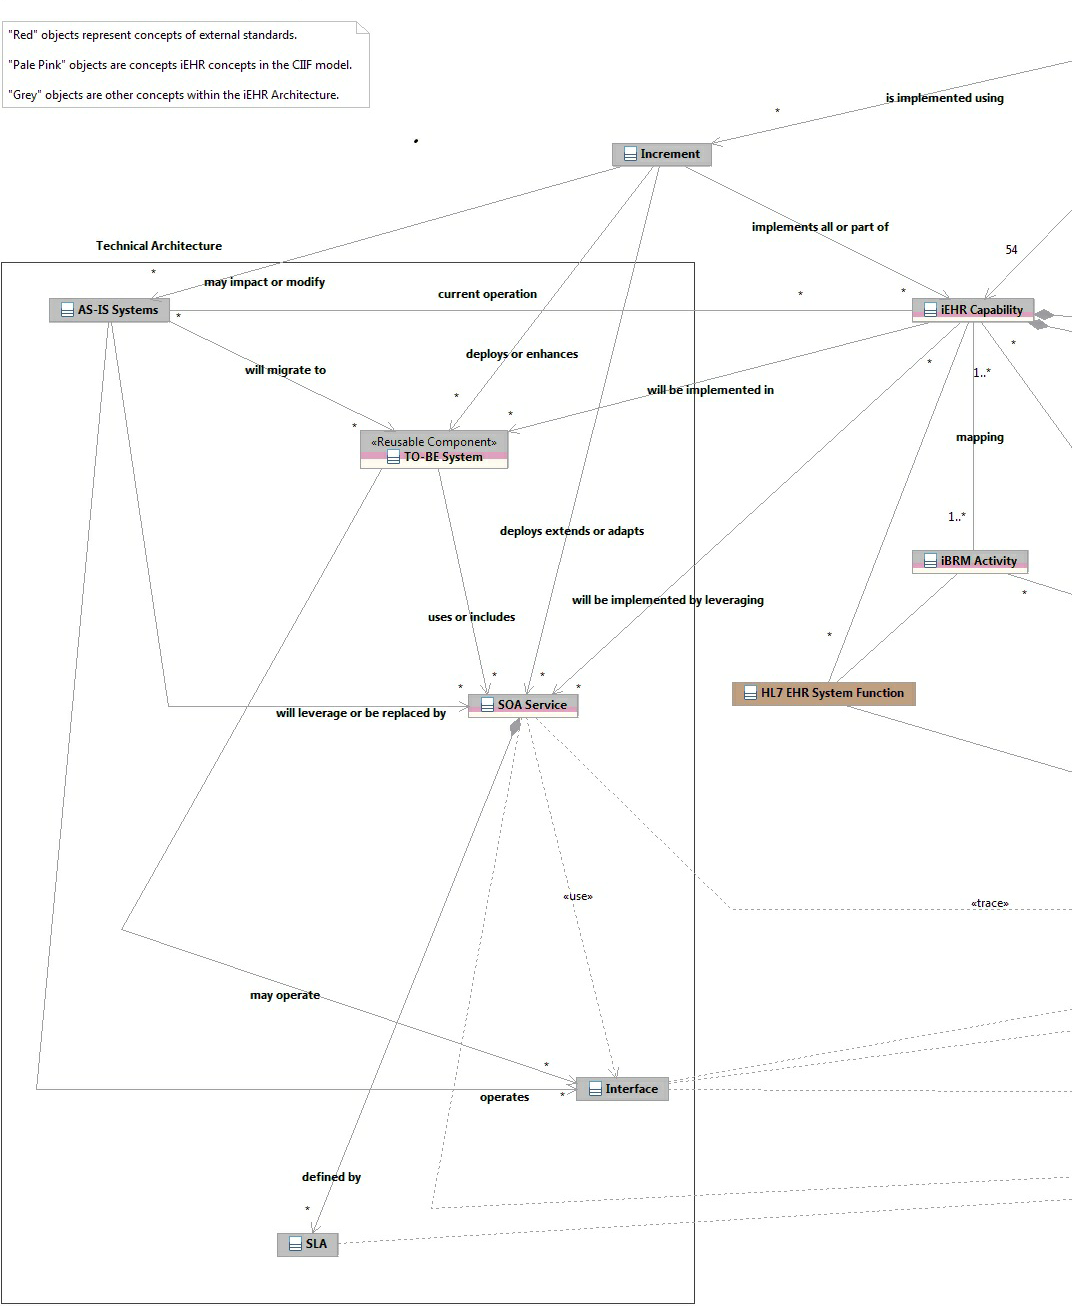 "Red" objects represent concepts of external standards.
"Pale Pink" objects are concepts iEHR concepts in the CIIF model.
"Grey" objects are other concepts within the iEHR Architecture.
is implemented using
*
Increment
implements all or part of
Technical Architecture
54
*
may impact or modify
current operation
*
*
AS-IS Systems
*
iEHR Capability
*
deploys or enhances
*
will migrate to
1..*
will be implemented in
*
*
*
«Reusable Component»
TO-BE System
mapping
1..*
deploys extends or adapts
iBRM Activity
*
will be implemented by leveraging
uses or includes
*
*
*
*
*
HL7 EHR System Function
SOA Service
will leverage or be replaced by
«use»
«trace»
may operate
*
Interface
operates
*
defined by
*
SLA